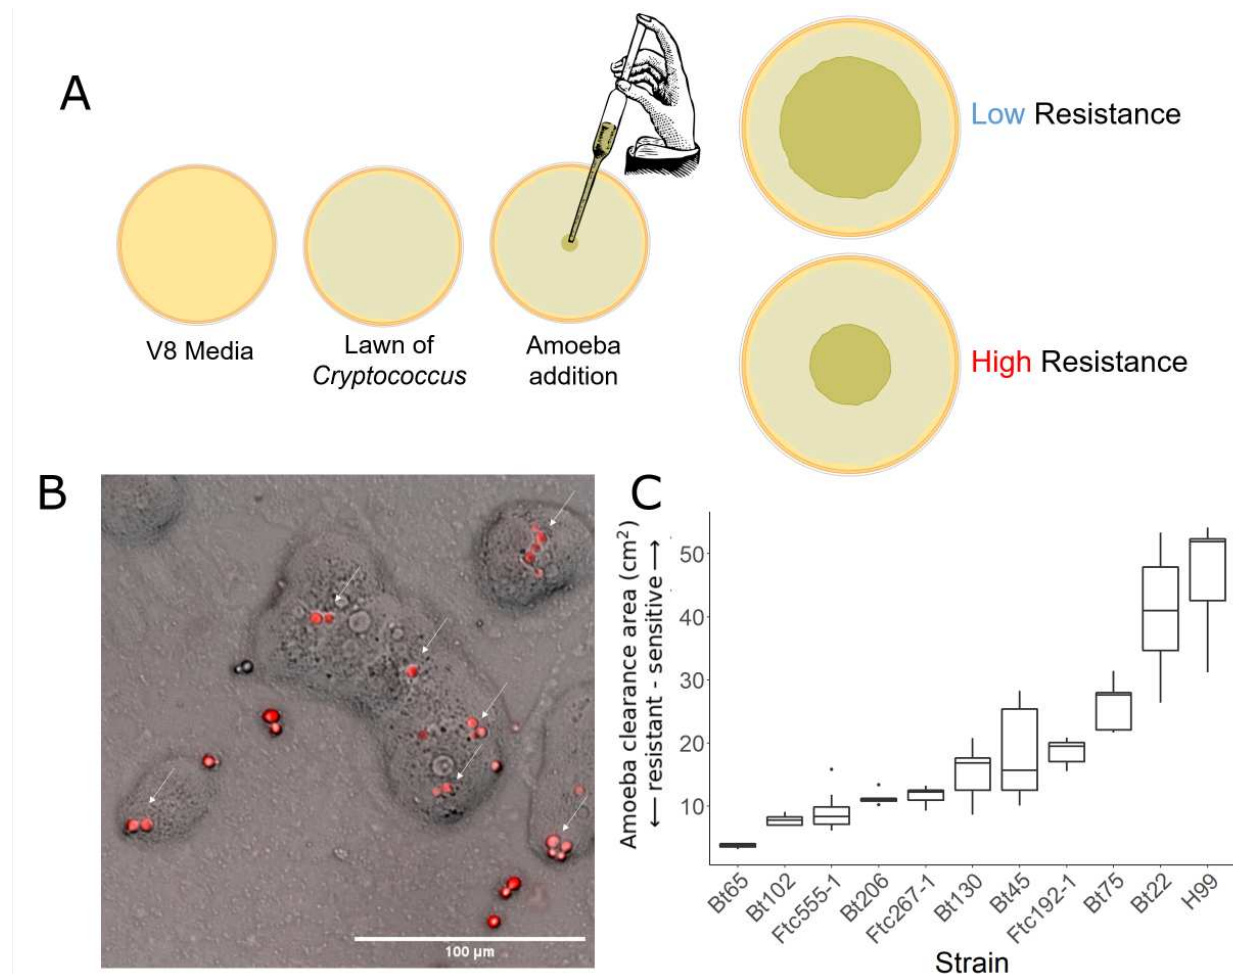 A
Low Resistance
V8 Media
Lawn of
Cryptococcus
Amoeba
addition
High Resistance
B
100 µm
C
Amoeba clearance area (cm²)
⟵ resistant - sensitive ⟶
50
40
30
20
10
Bt65
Bt102
Ftc555-1
Bt206
Ftc267-1
Bt130
Bt45
Ftc192-1
Bt75
Bt22
H99
Strain